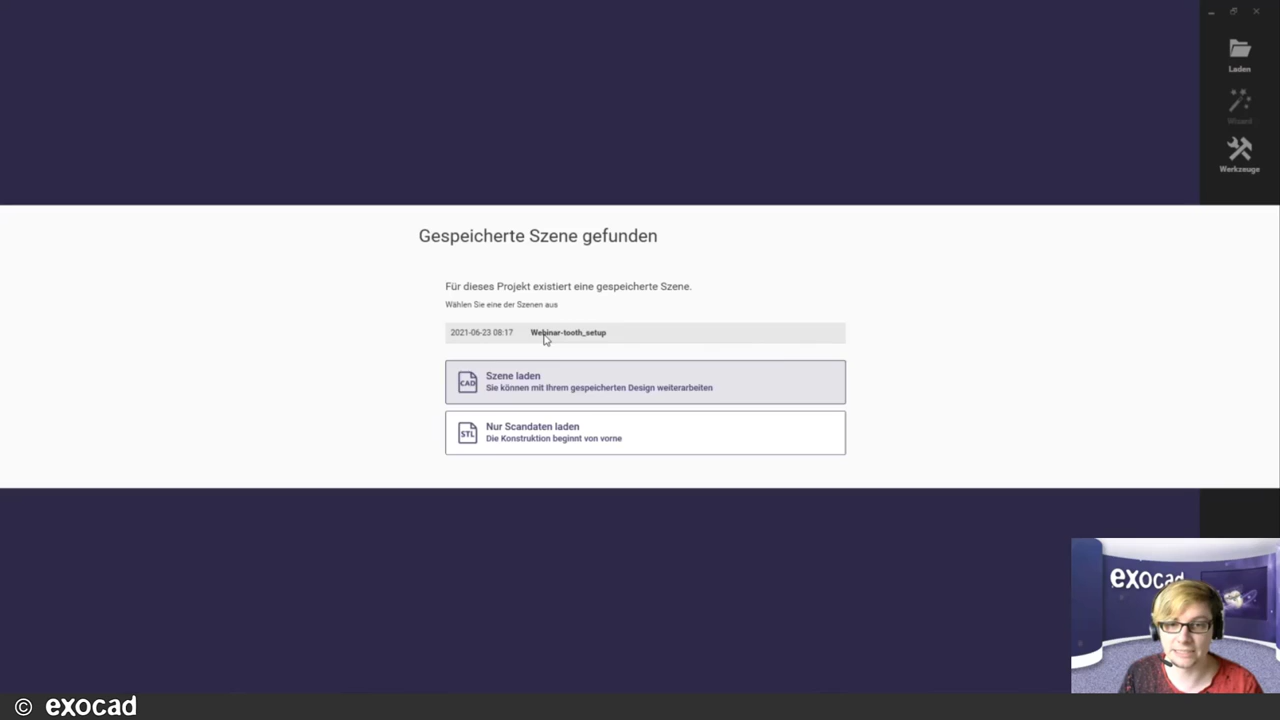 Laden
Wizard
Werkzeuge
Gespeicherte Szene gefunden
Für dieses Projekt existiert eine gespeicherte Szene.
Wählen Sie eine der Szenen aus
2021-06-23 08:17 Webinar-tooth_setup
CAD
Szene laden
Sie können mit Ihrem gespeicherten Design weiterarbeiten
STL
Nur Scandaten laden
Die Konstruktion beginnt von vorne
exocad
© exocad